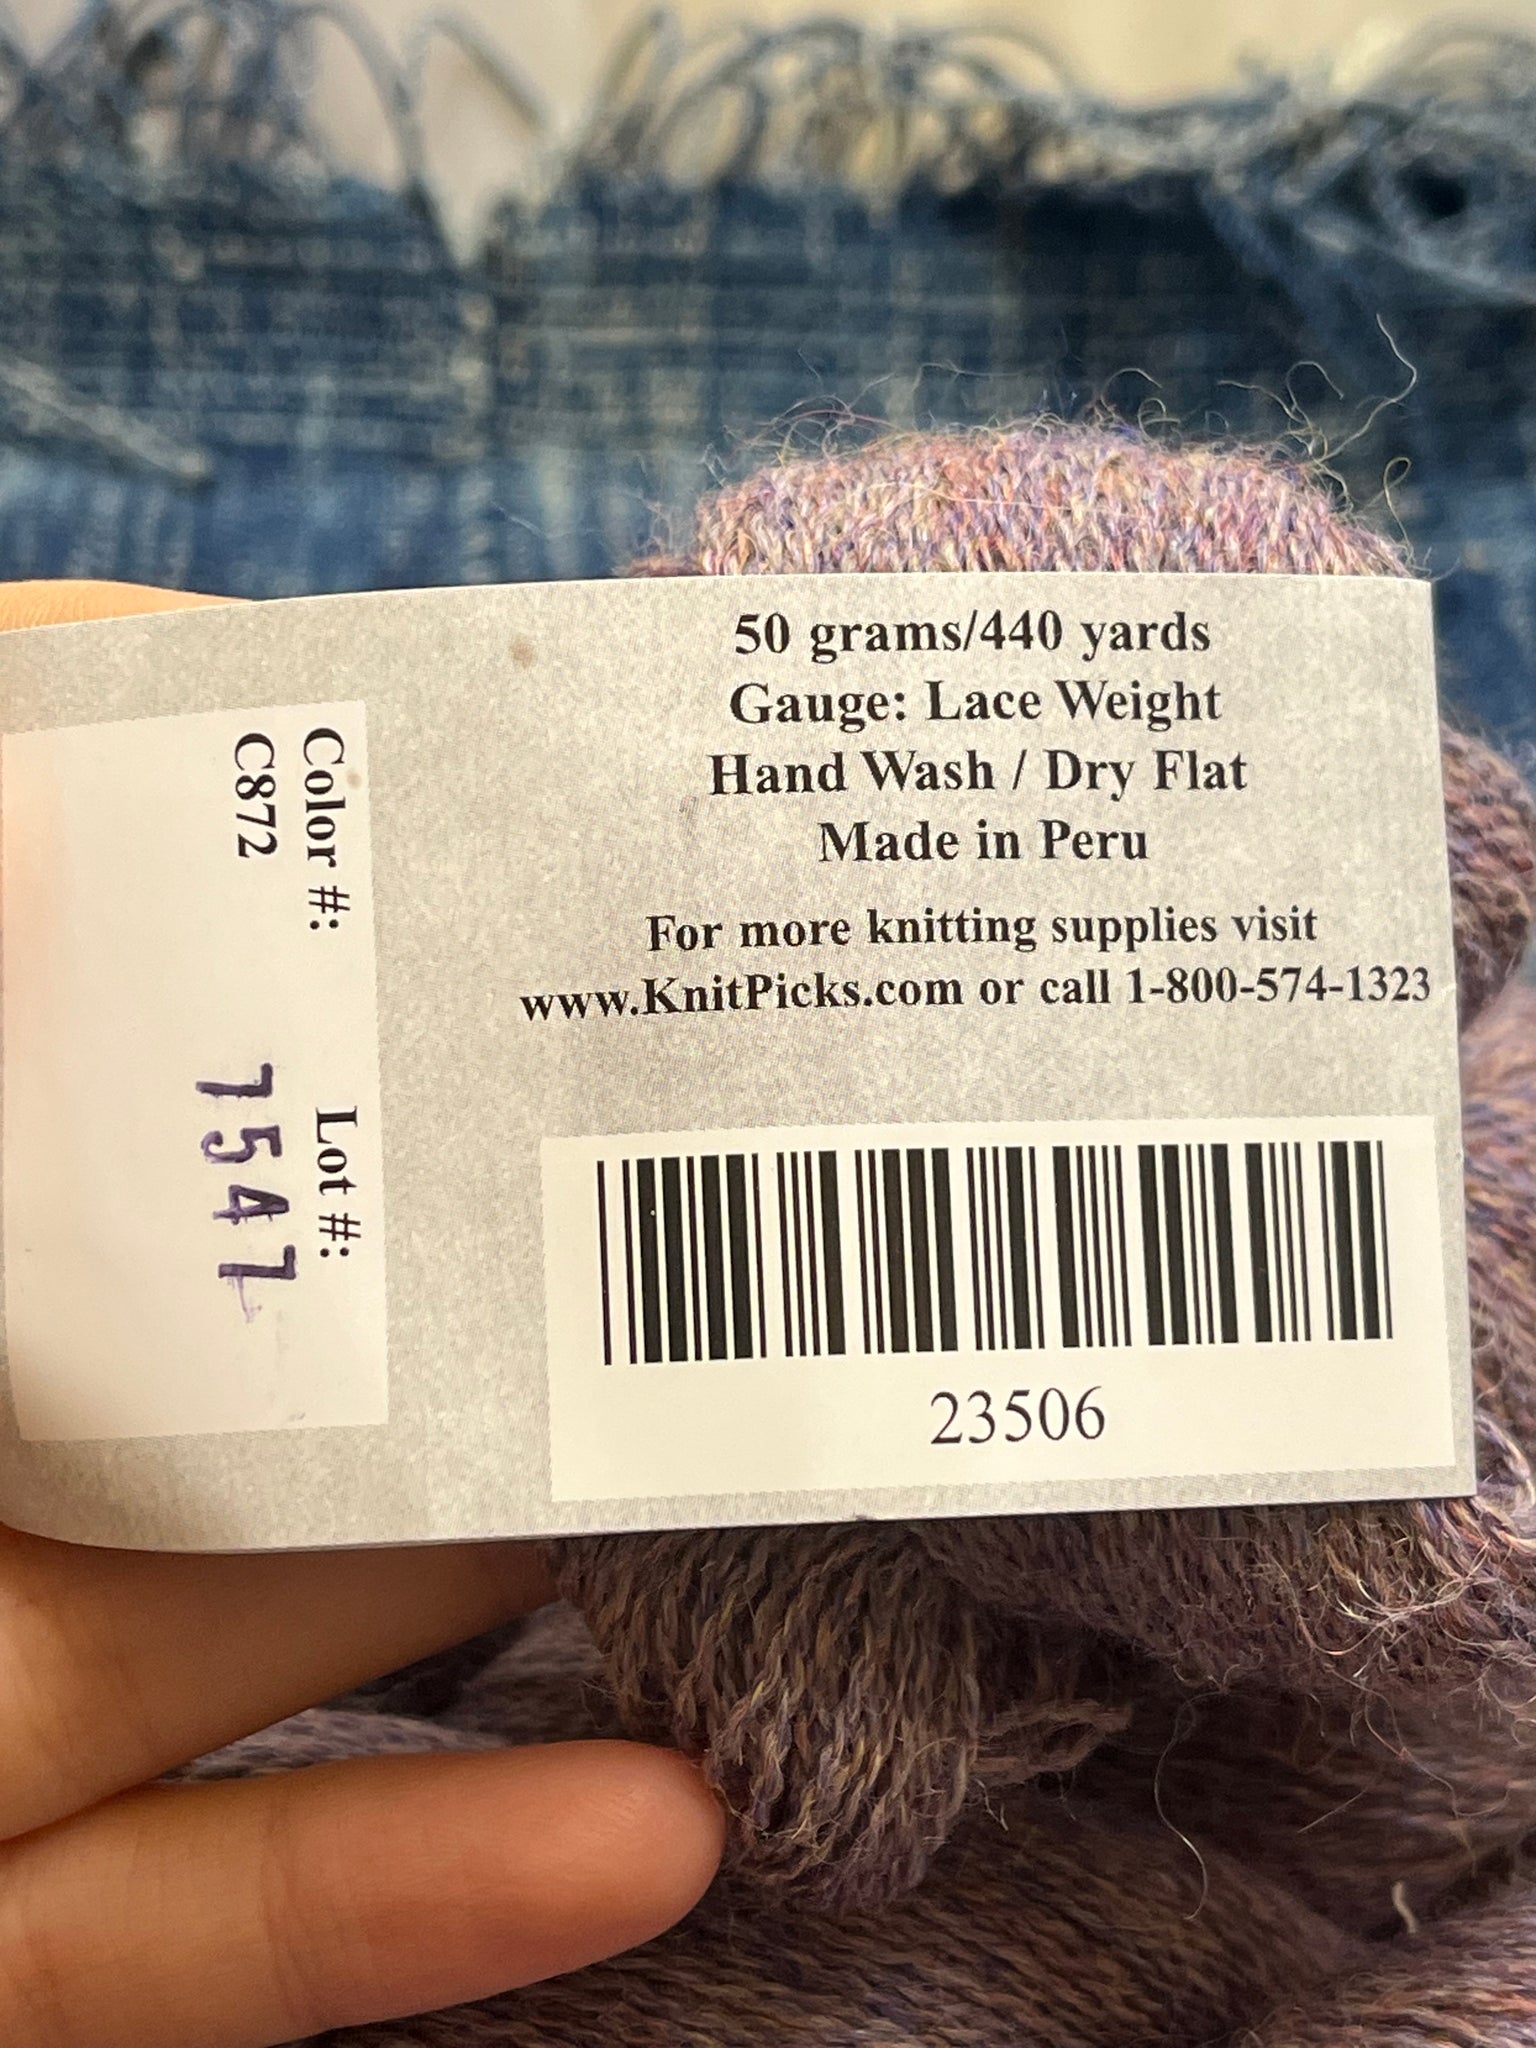 50 grams/440 yards
Gauge: Lace Weight
Hand Wash / Dry Flat
Made in Peru
For more knitting supplies visit
www.KnitPicks.com or call 1-800-574-1323
23506
Color #:
C872
Lot #:
7547